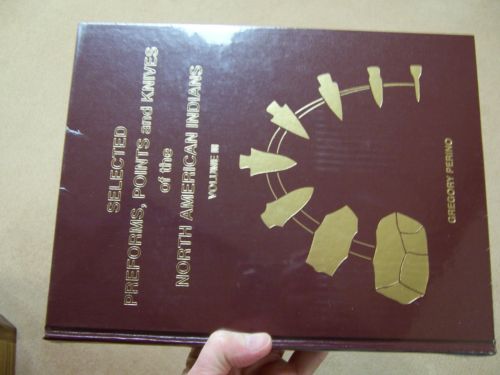 SELECTED
PREFORMS, POINTS and KNIVES
of the
NORTH AMERICAN INDIANS
VOLUME III
GREGORY PERINO